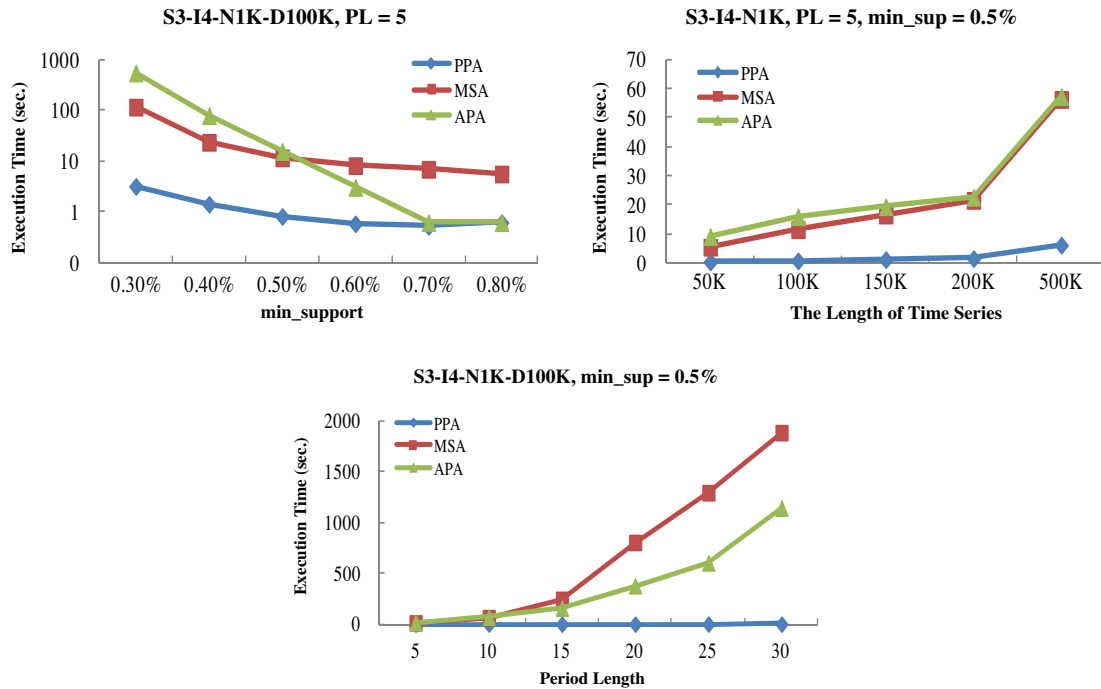 S3-I4-N1K-D100K, PL = 5
Execution Time (sec.)
1000
100
10
1
0
PPA
MSA
APA
0.30% 0.40% 0.50% 0.60% 0.70% 0.80%
min_support
S3-I4-N1K, PL = 5, min_sup = 0.5%
Execution Time (sec.)
70
60
50
40
30
20
10
0
PPA
MSA
APA
50K 100K 150K 200K 500K
The Length of Time Series
S3-I4-N1K-D100K, min_sup = 0.5%
Execution Time (sec.)
2000
1500
1000
500
0
PPA
MSA
APA
5 10 15 20 25 30
Period Length